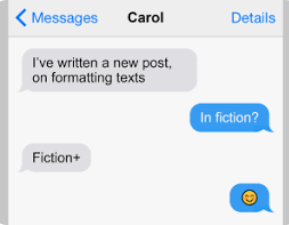 Messages Carol Details
I've written a new post,
on formatting texts
In fiction?
Fiction+
😊